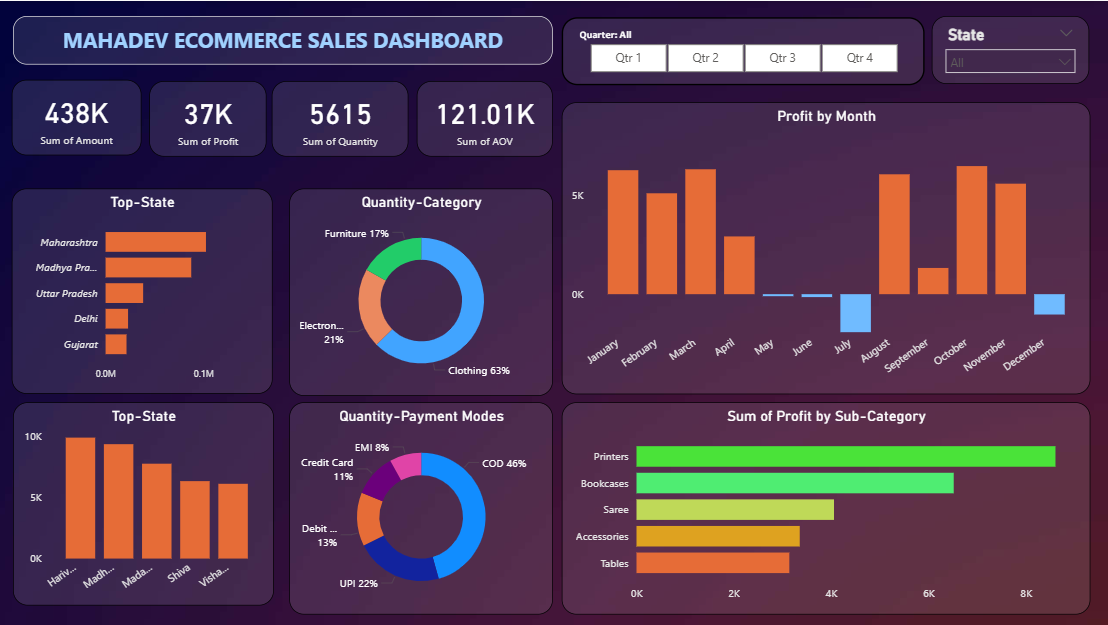 MAHADEV ECOMMERCE SALES DASHBOARD
Quarter: All
Qtr 1
Qtr 2
Qtr 3
Qtr 4
State
All
438K
Sum of Amount
37K
Sum of Profit
5615
Sum of Quantity
121.01K
Sum of AOV
Profit by Month
5K
0K
January
February
March
April
May
June
July
August
September
October
November
December
Top-State
Maharashtra
Madhya Pra...
Uttar Pradesh
Delhi
Gujarat
0.0M
0.1M
Quantity-Category
Furniture 17%
Electron...
21%
Clothing 63%
Top-State
10K
5K
0K
Hariv...
Madh...
Mada...
Shiva
Visha...
Quantity-Payment Modes
EMI 8%
Credit Card
11%
COD 46%
Debit ...
13%
UPI 22%
Sum of Profit by Sub-Category
Printers
Bookcases
Saree
Accessories
Tables
0K
2K
4K
6K
8K